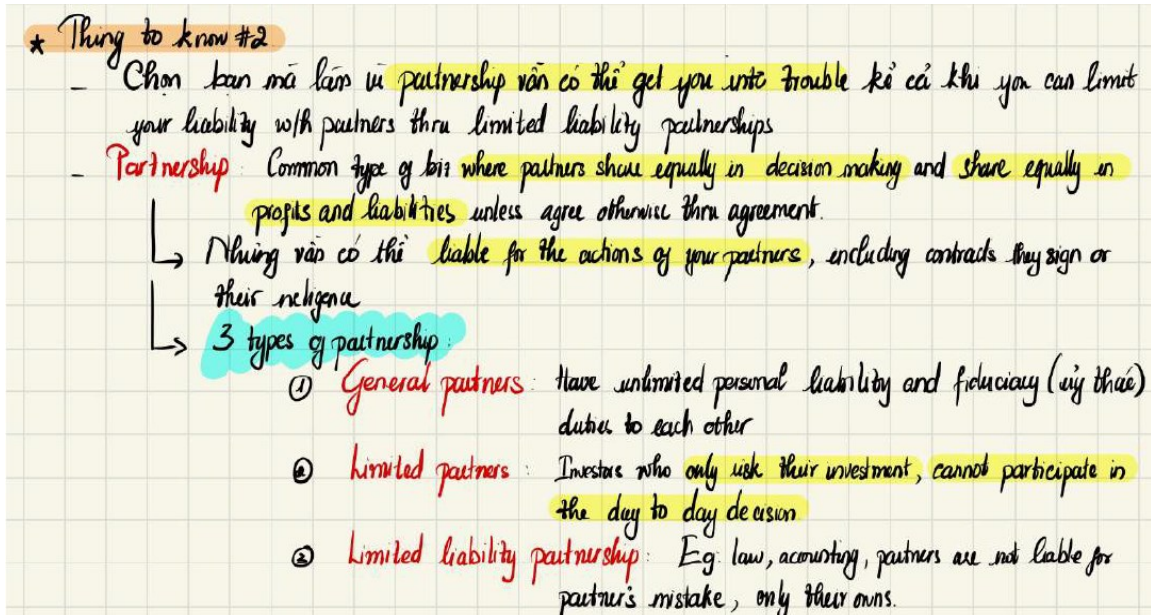 * Thing to know #2
- Chọn bạn mà làm vì partnership vẫn có thể get you into trouble kể cả khi you can limit
your liability with partners thru limited liability partnerships
- Partnership: Common type of biz where partners share equally in decision making and share equally in
profits and liabilities unless agree otherwise thru agreement.
Nhưng vẫn có thể liable for the actions of your partners, including contracts they sign or
their neligence
3 types of partnership:
① General partners: Have unlimited personal liability and fiduciary (ủy thác)
duties to each other
② Limited partners: Investors who only risk their investment, cannot participate in
the day to day decision
③ Limited liability partnership: Eg. law, accounting, partners are not liable for
partner's mistake, only their owns.